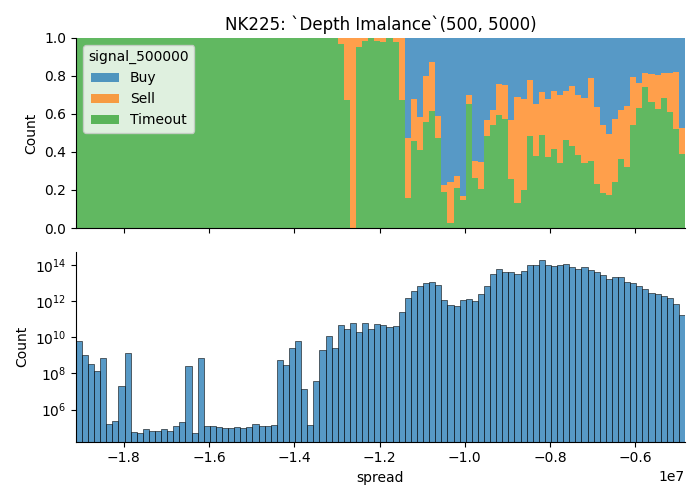 NK225: `Depth Imalance`(500, 5000)
1.0
0.8
0.6
0.4
0.2
0.0
Count
signal_500000
Buy
Sell
Timeout
10^14
10^12
10^10
10^8
10^6
Count
−1.8
−1.6
−1.4
−1.2
−1.0
−0.8
−0.6
1e7
spread